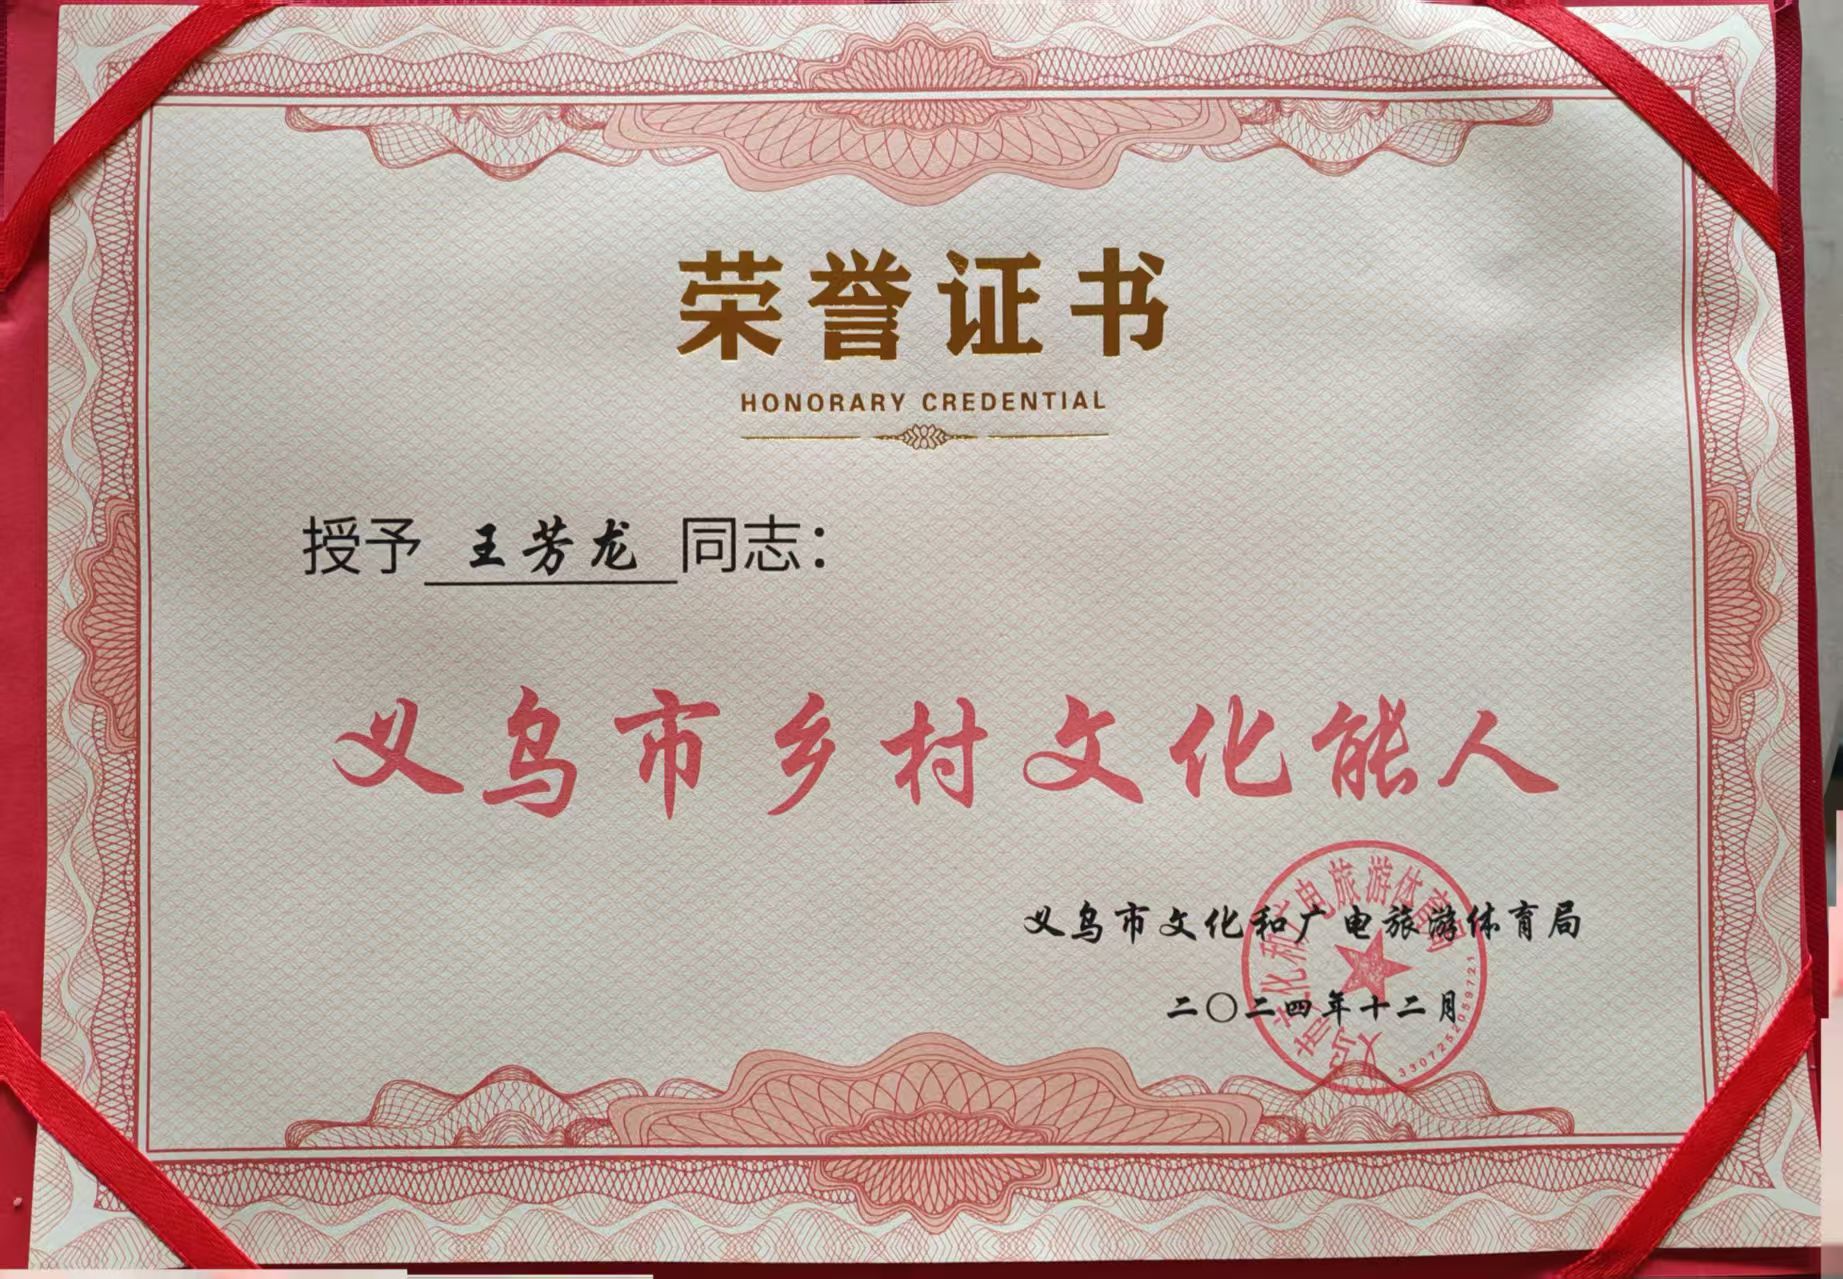 荣誉证书
HONORARY CREDENTIAL
授予 王芳龙 同志：
义乌市乡村文化能人
义乌市文化和广电旅游体育局
二〇二四年十二月
3307252059721